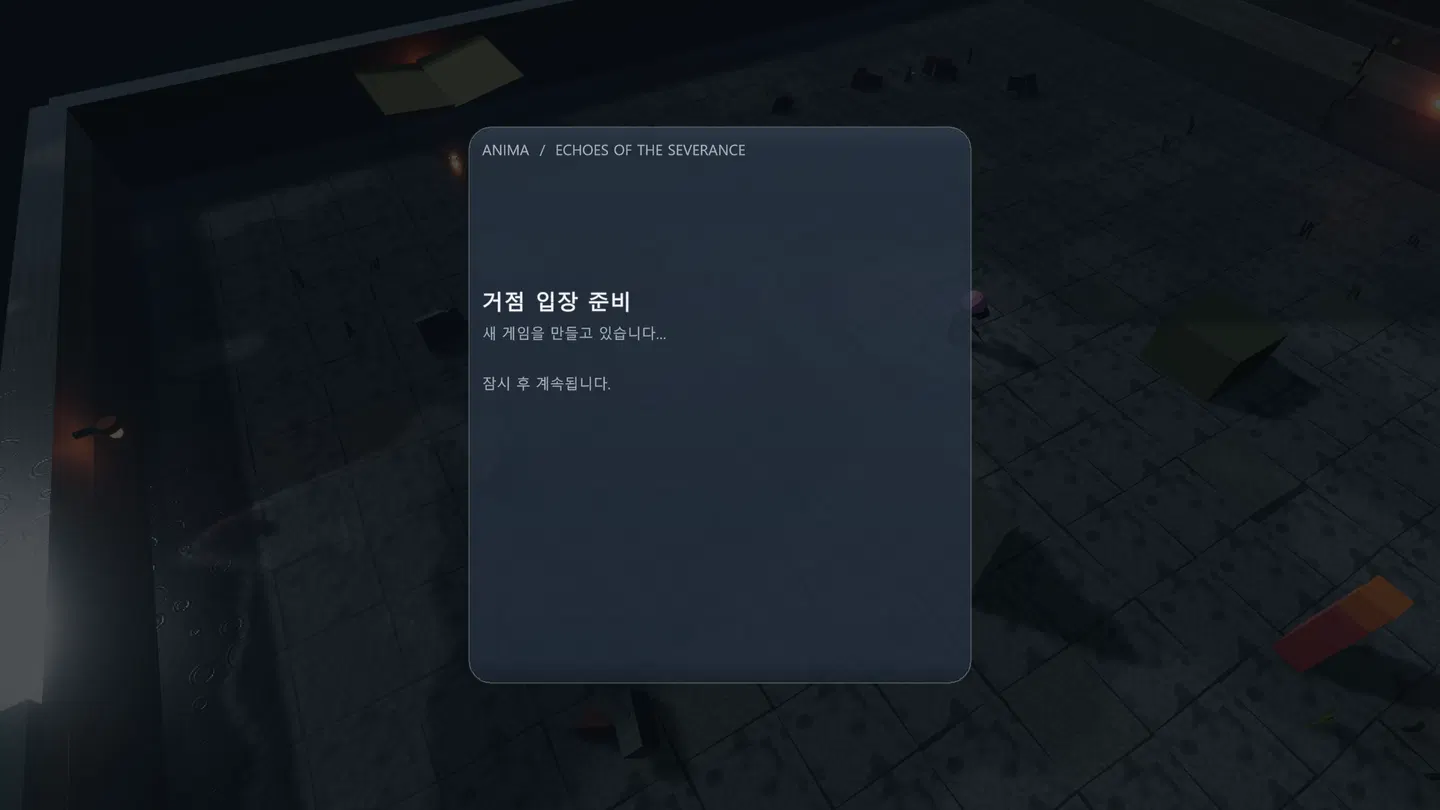 ANIMA / ECHOES OF THE SEVERANCE
거점 입장 준비
새 게임을 만들고 있습니다...
잠시 후 계속됩니다.